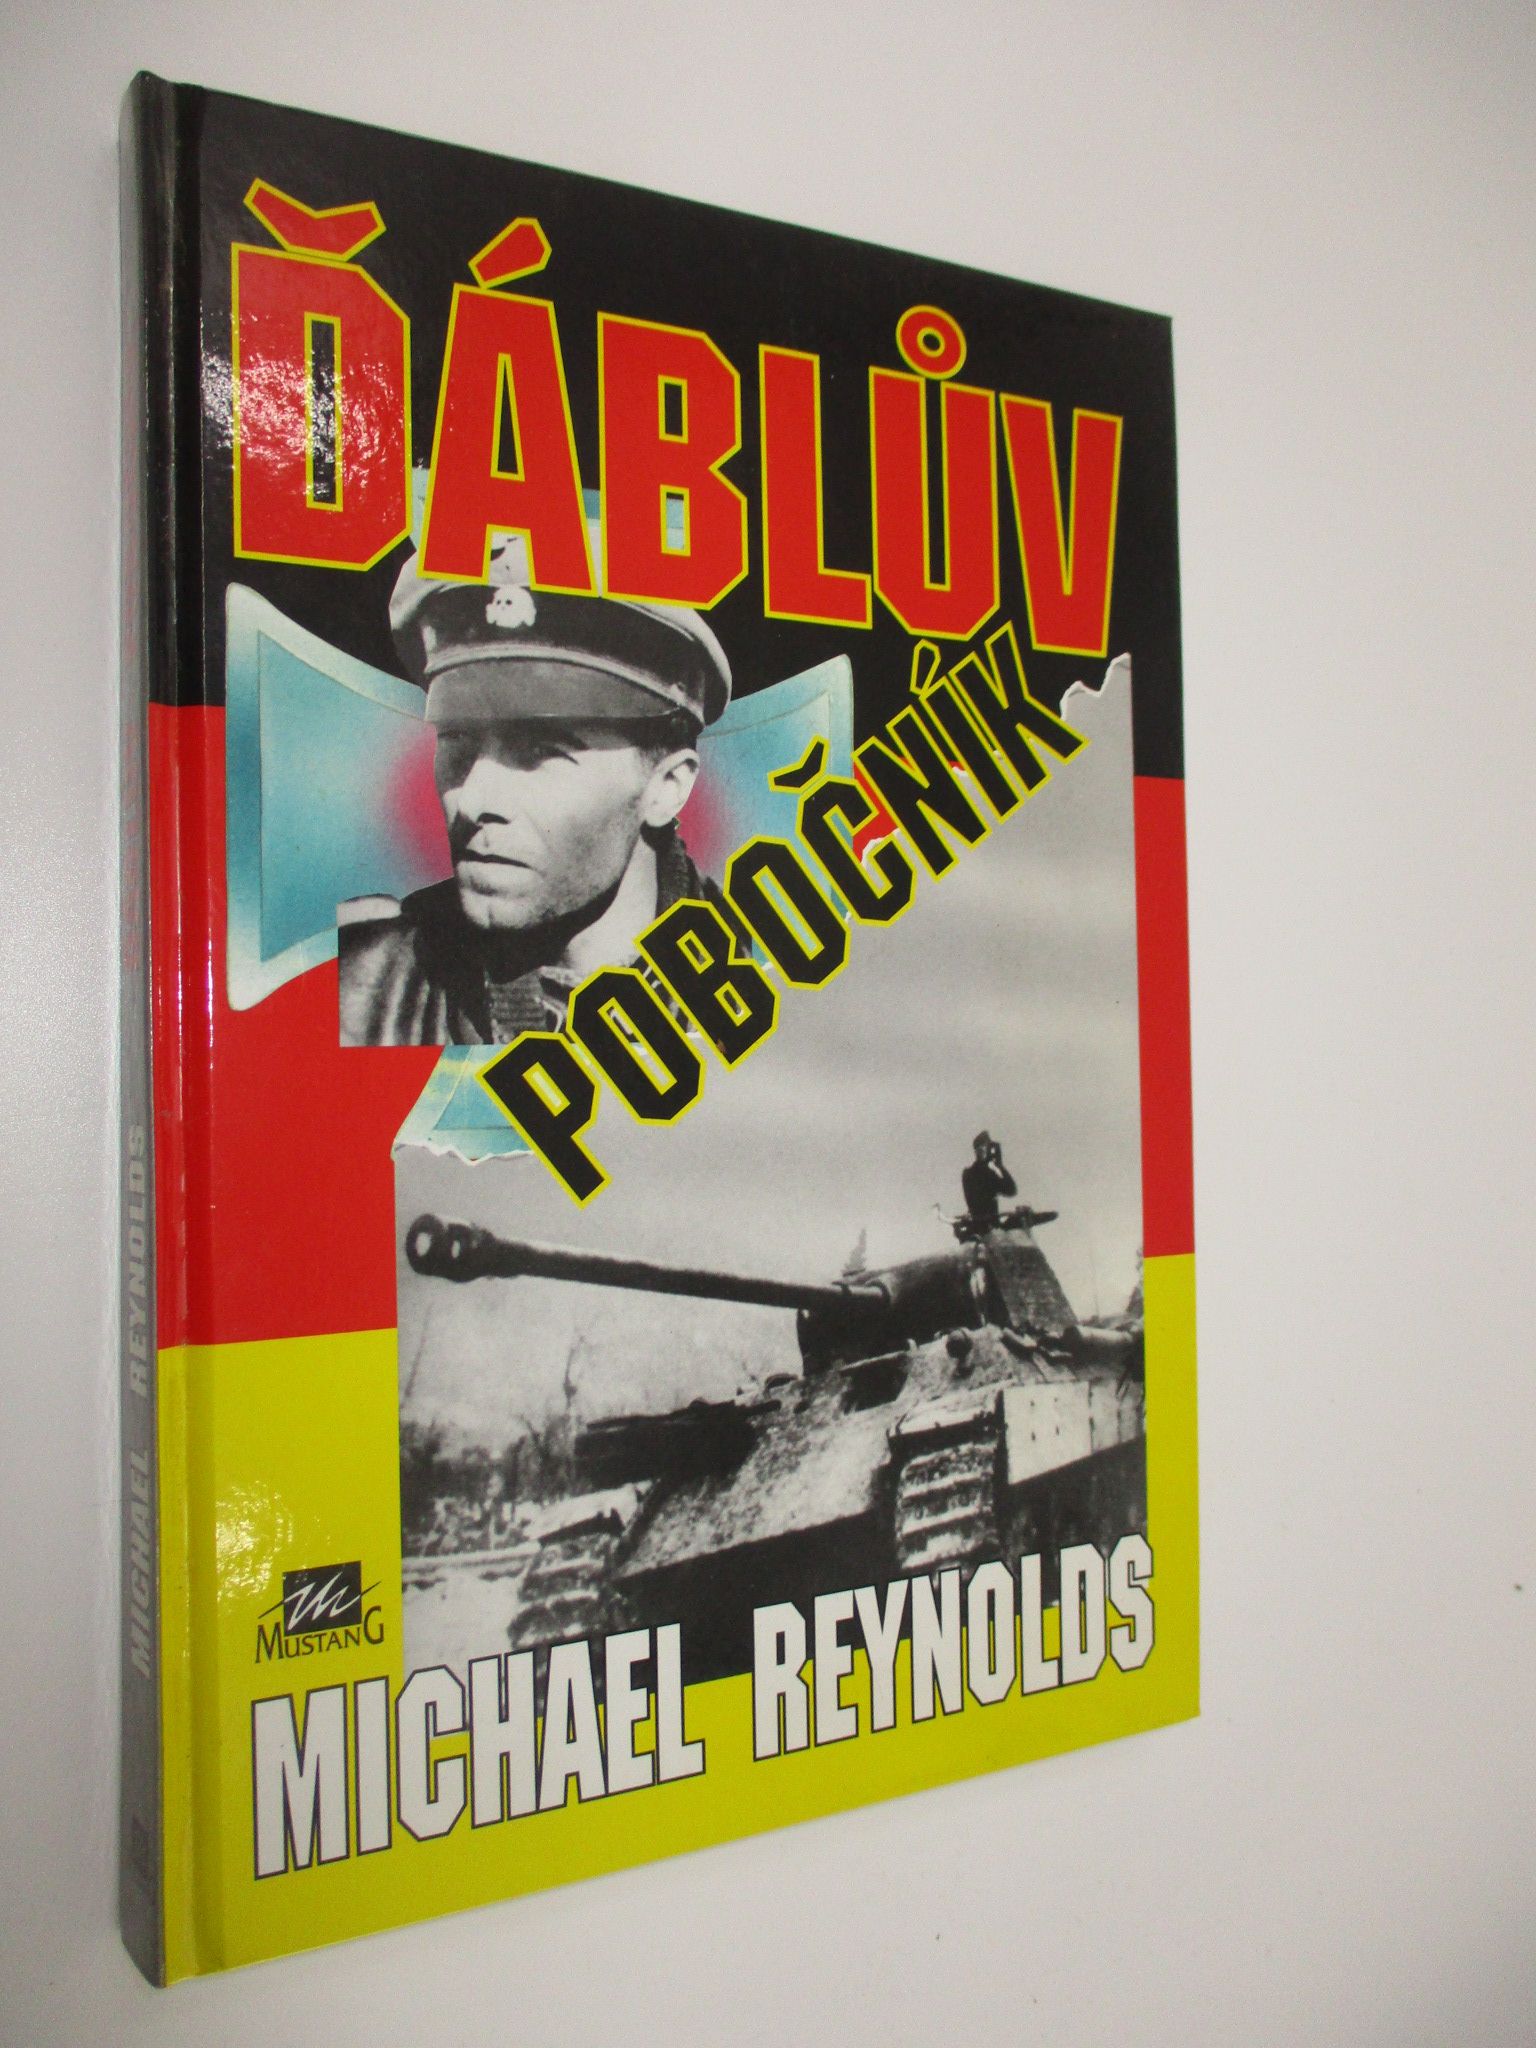 ĎÁBLŮV
POBOČNÍK
MUSTANG
MICHAEL REYNOLDS
MICHAEL REYNOLDS